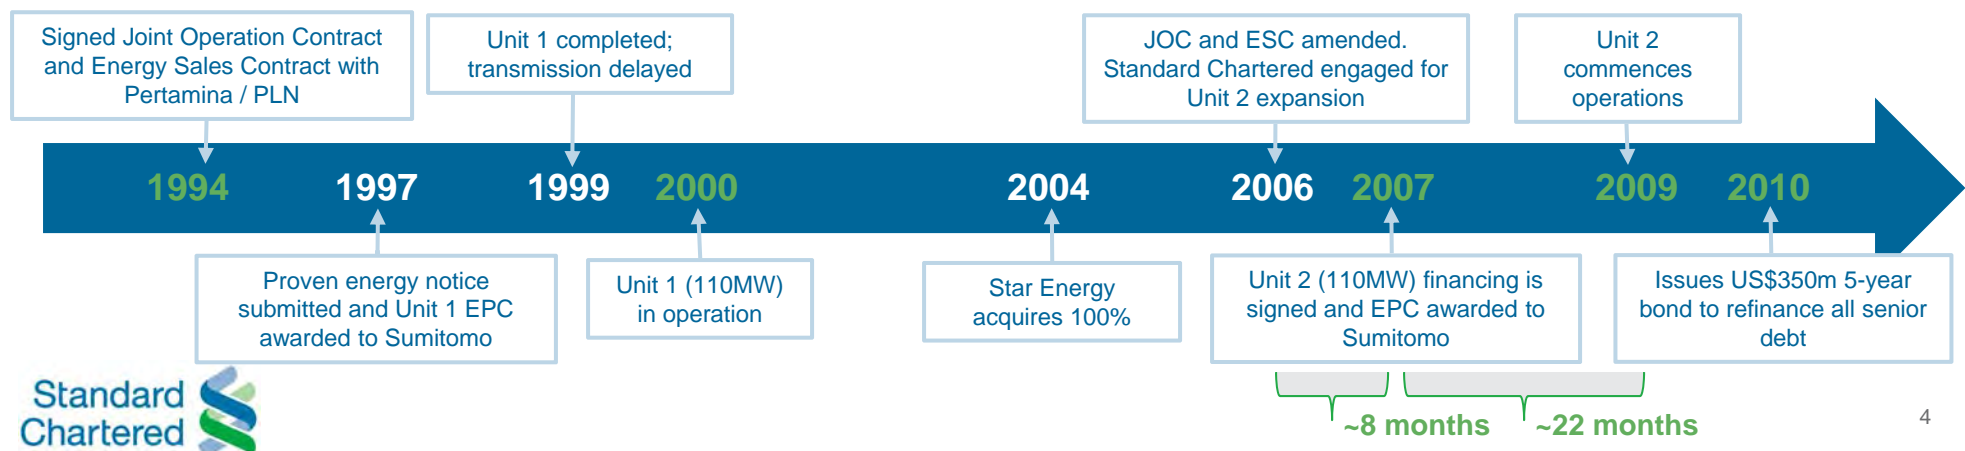 Signed Joint Operation Contract
and Energy Sales Contract with
Pertamina / PLN
Unit 1 completed;
transmission delayed
JOC and ESC amended.
Standard Chartered engaged for
Unit 2 expansion
Unit 2
commences
operations
1994
1997
1999
2000
2004
2006
2007
2009
2010
Proven energy notice
submitted and Unit 1 EPC
awarded to Sumitomo
Unit 1 (110MW)
in operation
Star Energy
acquires 100%
Unit 2 (110MW) financing is
signed and EPC awarded to
Sumitomo
Issues US$350m 5-year
bond to refinance all senior
debt
~8 months
~22 months
Standard
Chartered
4